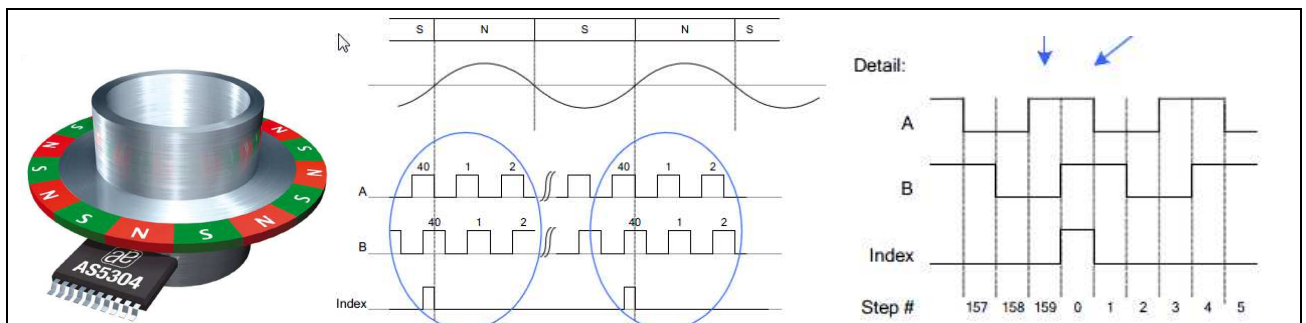 S N S N S
40 1 2 40 1 2
A
40 1 2 40 1 2
B
Index
S N S N S N S N S N S
AS5304
Detail:
A
B
Index
Step # 157 158 159 0 1 2 3 4 5